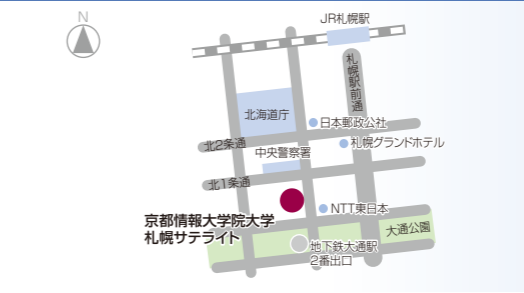 N
JR札幌駅
札幌駅前通
北海道庁
日本郵政公社
北2条通
中央警察署
札幌グランドホテル
北1条通
NTT東日本
京都情報大学院大学
札幌サテライト
大通公園
地下鉄大通駅
2番出口